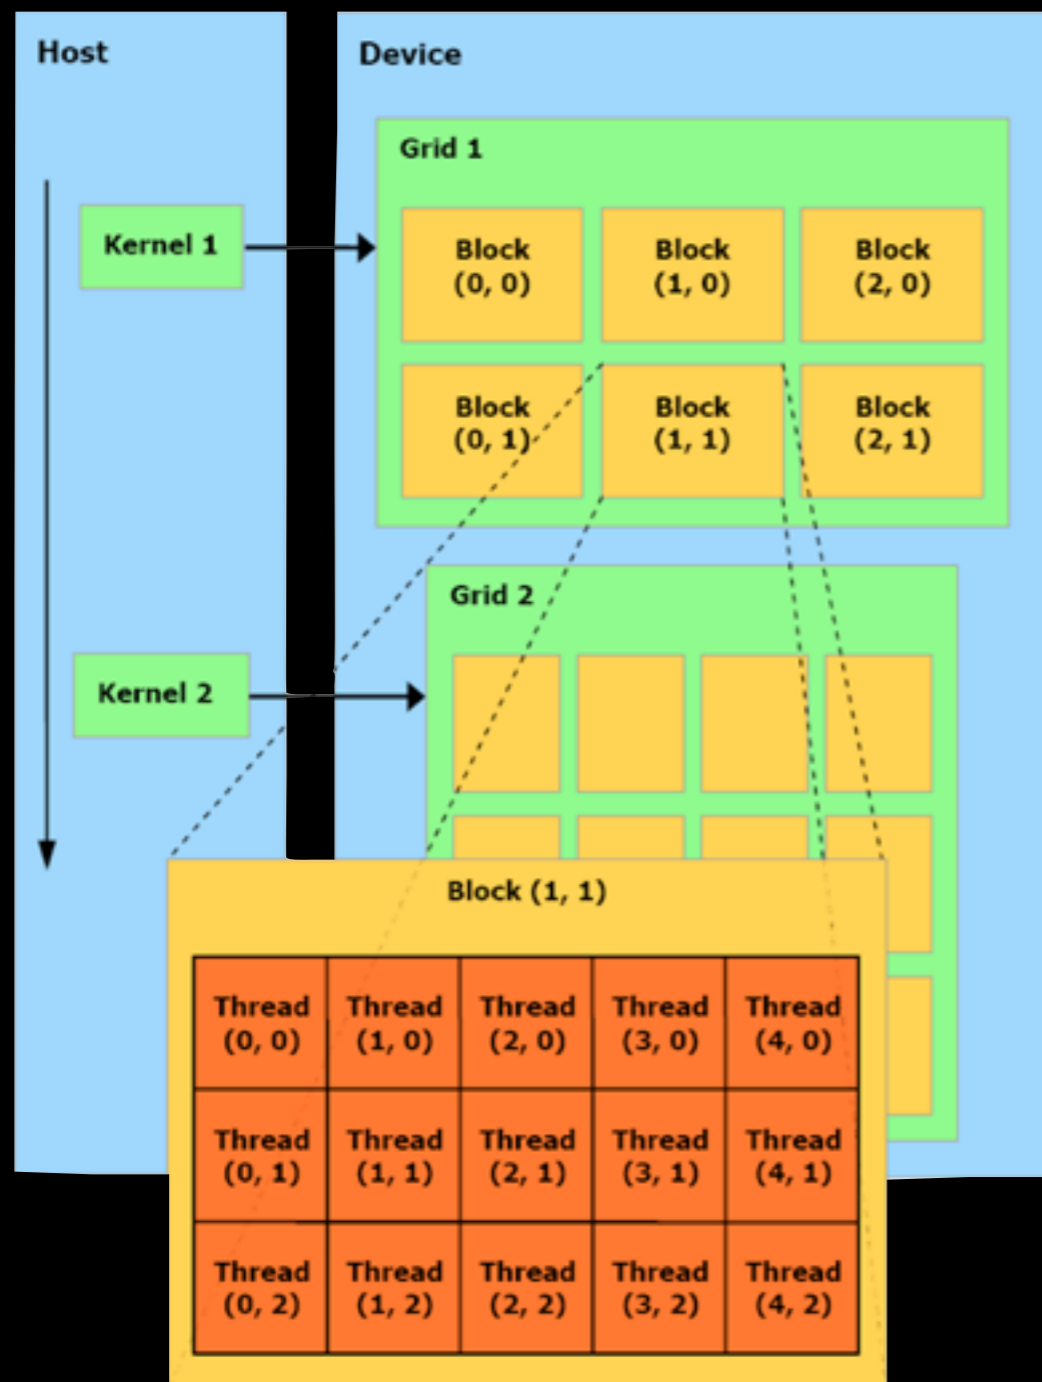 Host
Device
Grid 1
Kernel 1
Block
(0, 0)
Block
(1, 0)
Block
(2, 0)
Block
(0, 1)
Block
(1, 1)
Block
(2, 1)
Grid 2
Kernel 2
Block (1, 1)
Thread
(0, 0)
Thread
(1, 0)
Thread
(2, 0)
Thread
(3, 0)
Thread
(4, 0)
Thread
(0, 1)
Thread
(1, 1)
Thread
(2, 1)
Thread
(3, 1)
Thread
(4, 1)
Thread
(0, 2)
Thread
(1, 2)
Thread
(2, 2)
Thread
(3, 2)
Thread
(4, 2)